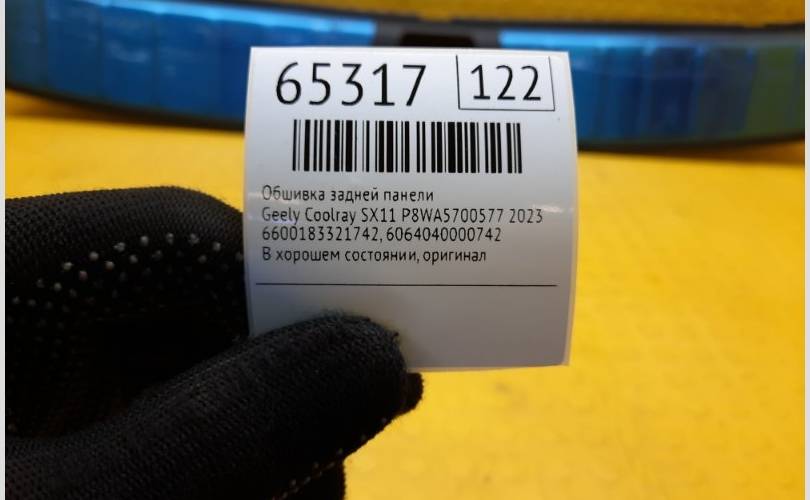 65317 122
Обшивка задней панели
Geely Coolray SX11 P8WA5700577 2023
6600183321742, 6064040000742
В хорошем состоянии, оригинал